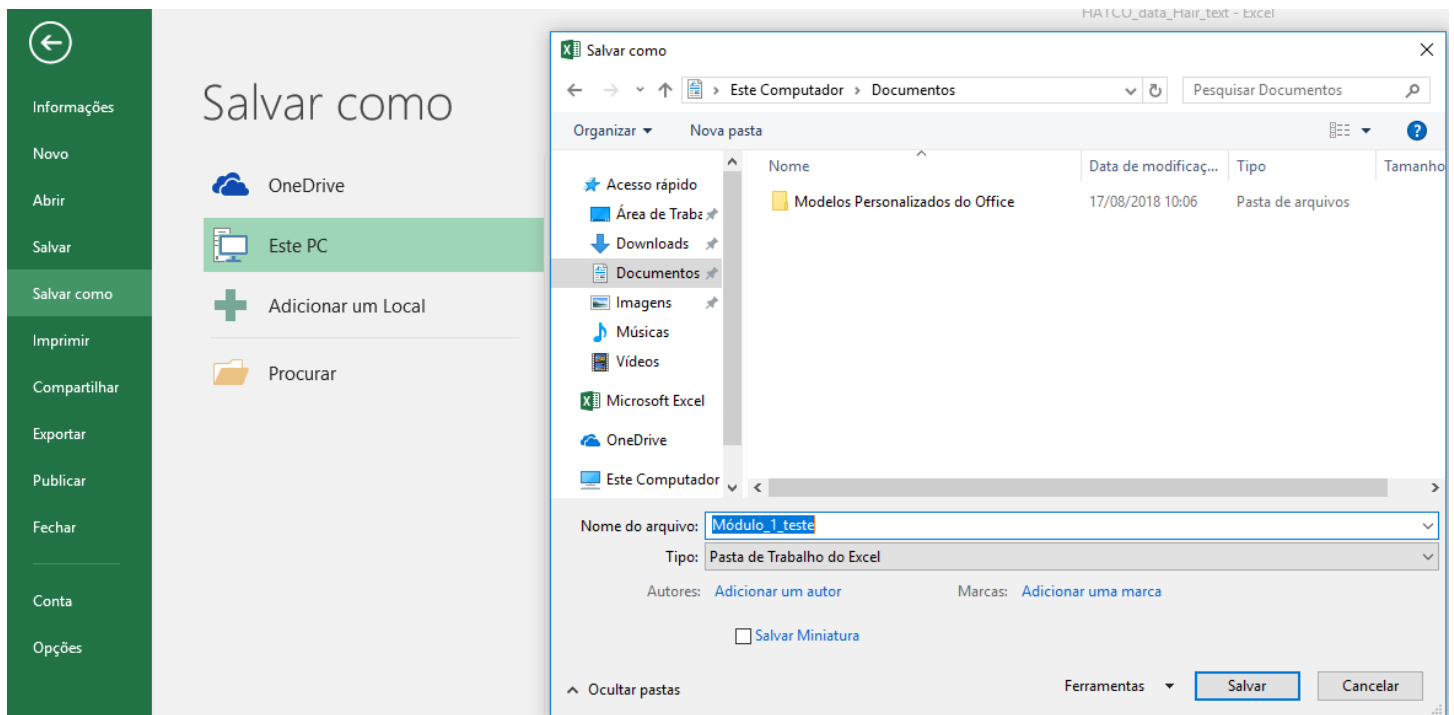 HATCO_data_Hair_text - Excel
Informações
Novo
Abrir
Salvar
Salvar como
Imprimir
Compartilhar
Exportar
Publicar
Fechar
Conta
Opções
Salvar como
OneDrive
Este PC
Adicionar um Local
Procurar
Salvar como
Este Computador > Documentos
Pesquisar Documentos
Organizar
Nova pasta
Acesso rápido
Área de Traba
Downloads
Documentos
Imagens
Músicas
Vídeos
Microsoft Excel
OneDrive
Este Computador
Nome Data de modificaç... Tipo Tamanho
Modelos Personalizados do Office 17/08/2018 10:06 Pasta de arquivos
Nome do arquivo: Módulo_1_teste
Tipo: Pasta de Trabalho do Excel
Autores: Adicionar um autor Marcas: Adicionar uma marca
Salvar Miniatura
Ocultar pastas
Ferramentas Salvar Cancelar